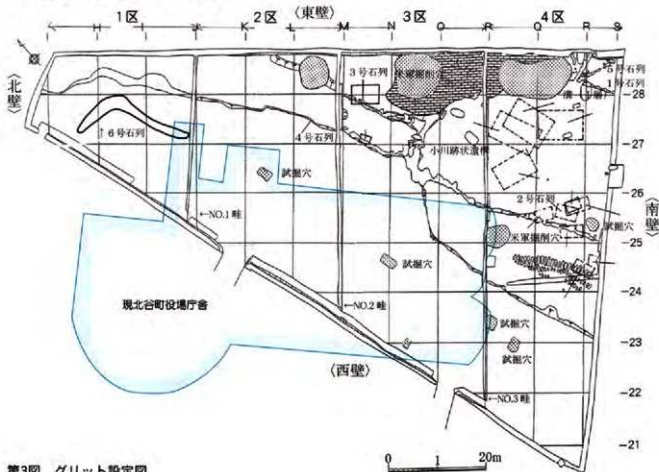 1区 2区 〈東壁〉 3区 4区
H I J K L M N O P Q R S
〈北壁〉
3号石列
米軍掘削穴
5号石列
1号石列
溝
-28
↑6号石列
4号石列
小川跡状遺構
-27
試掘穴
2号石列
-26
〈南壁〉
←NO.1畦
試掘穴
米軍掘削穴
-25
試掘穴
-24
現北谷町役場庁舎
←NO.2畦
試掘穴
-23
試掘穴
〈西壁〉
←NO.3畦
-22
-21
第3図 グリット設定図
0 1 20m